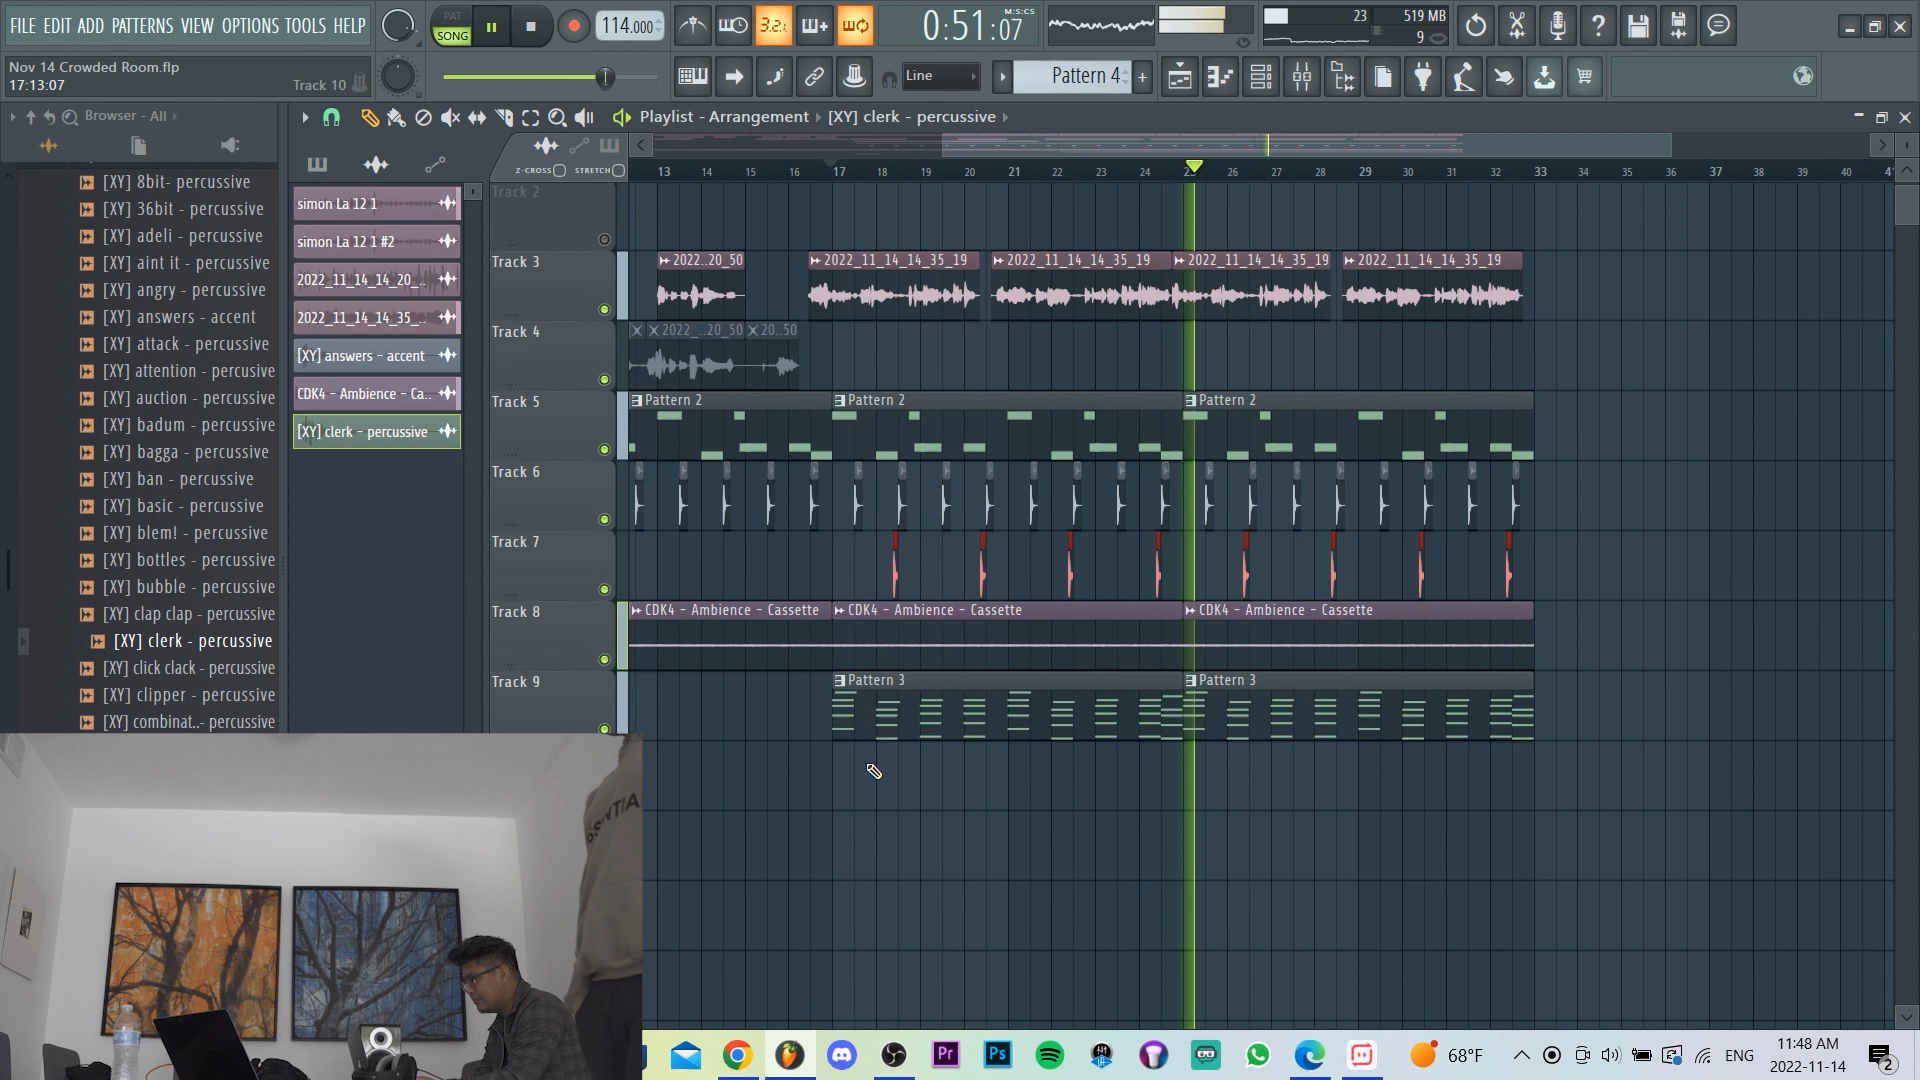 FILE EDIT ADD PATTERNS VIEW OPTIONS TOOLS HELP
PAT
SONG
114.000
3.2.
0:51:07
M:S:CS
23
519 MB
9
Nov 14 Crowded Room.flp
17:13:07
Track 10
Line
Pattern 4
Browser - All
Playlist - Arrangement
[XY] clerk - percussive
Z-CROSS
STRETCH
13 14 15 16 17 18 19 20 21 22 23 24 26 27 28 29 30 31 32 33 34 35 36 37 38 39 40
[XY] 8bit- percussive
[XY] 36bit - percussive
[XY] adeli - percussive
[XY] aint it - percussive
[XY] angry - percussive
[XY] answers - accent
[XY] attack - percussive
[XY] attention - percusive
[XY] auction - percussive
[XY] badum - percussive
[XY] bagga - percussive
[XY] ban - percussive
[XY] basic - percussive
[XY] blem! - percussive
[XY] bottles - percussive
[XY] bubble - percussive
[XY] clap clap - percussive
[XY] clerk - percussive
[XY] click clack - percussive
[XY] clipper - percussive
[XY] combinat..- percussive
simon La 12 1
simon La 12 1 #2
2022_11_14_14_20_..
2022_11_14_14_35_..
[XY] answers - accent
CDK4 - Ambience - Ca..
[XY] clerk - percussive
Track 2
Track 3
2022..20_50
2022_11_14_14_35_19
2022_11_14_14_35_19
2022_11_14_14_35_19
2022_11_14_14_35_19
Track 4
2022_..20_50
20..50
Track 5
Pattern 2
Pattern 2
Pattern 2
Track 6
Track 7
Track 8
CDK4 - Ambience - Cassette
CDK4 - Ambience - Cassette
CDK4 - Ambience - Cassette
Track 9
Pattern 3
Pattern 3
Pr
Ps
68°F
ENG
11:48 AM
2022-11-14
2